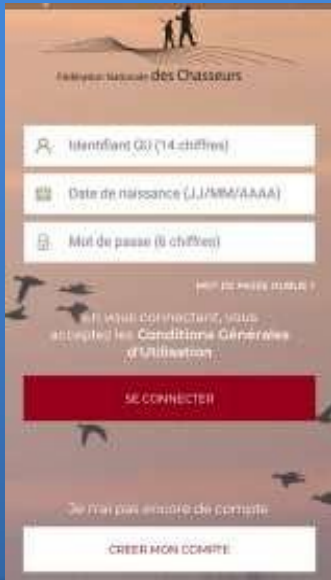 Fédération Nationale des Chasseurs
Identifiant GU (14 chiffres)
Date de naissance (JJ/MM/AAAA)
Mot de passe (6 chiffres)
MOT DE PASSE OUBLIÉ ?
En vous connectant, vous
acceptez les Conditions Générales
d'Utilisation
SE CONNECTER
Je n'ai pas encore de compte
CREER MON COMPTE